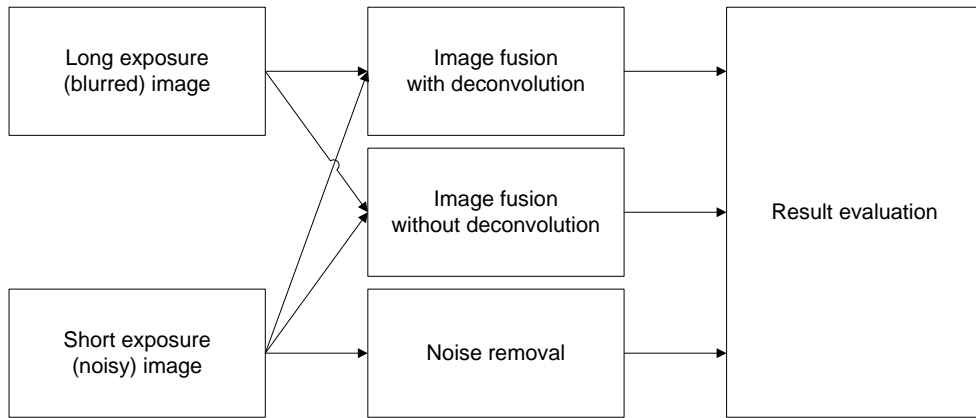 Long exposure
(blurred) image
Image fusion
with deconvolution
Image fusion
without deconvolution
Result evaluation
Short exposure
(noisy) image
Noise removal